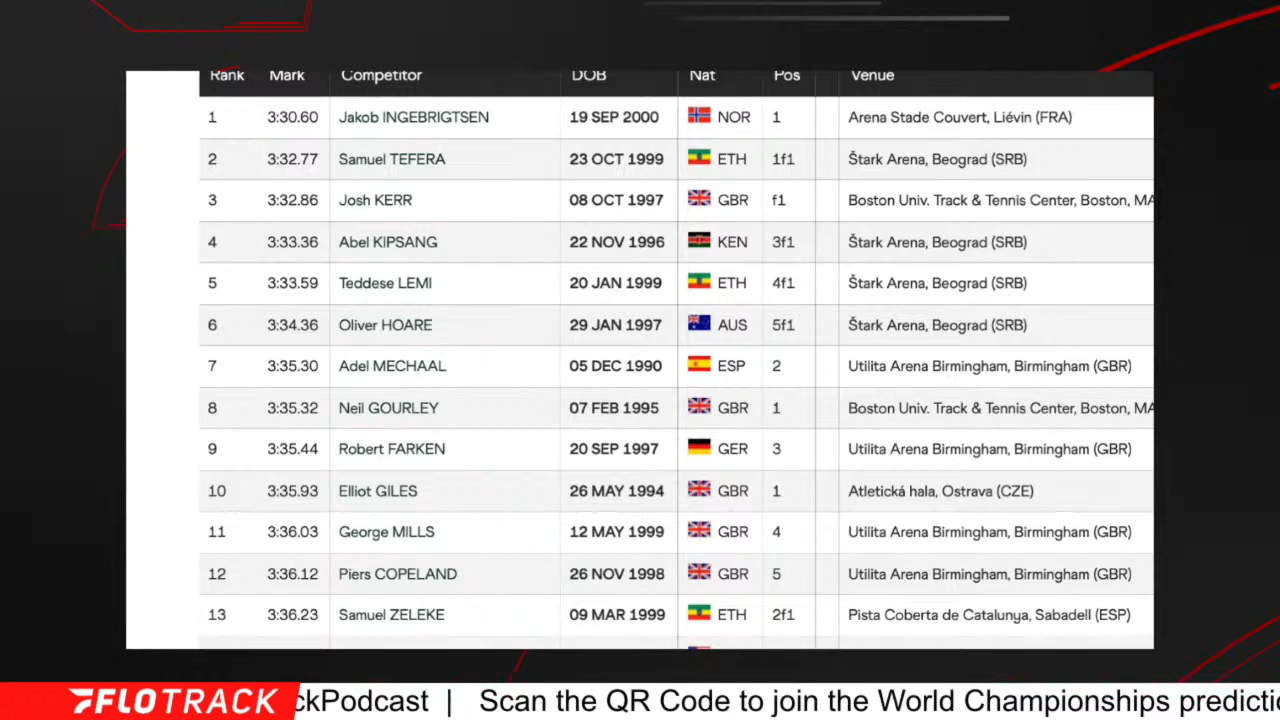 Rank Mark Competitor DOB Nat Pos Venue
1 3:30.60 Jakob INGEBRIGTSEN 19 SEP 2000 NOR 1 Arena Stade Couvert, Liévin (FRA)
2 3:32.77 Samuel TEFERA 23 OCT 1999 ETH 1f1 Štark Arena, Beograd (SRB)
3 3:32.86 Josh KERR 08 OCT 1997 GBR f1 Boston Univ. Track & Tennis Center, Boston, MA
4 3:33.36 Abel KIPSANG 22 NOV 1996 KEN 3f1 Štark Arena, Beograd (SRB)
5 3:33.59 Teddese LEMI 20 JAN 1999 ETH 4f1 Štark Arena, Beograd (SRB)
6 3:34.36 Oliver HOARE 29 JAN 1997 AUS 5f1 Štark Arena, Beograd (SRB)
7 3:35.30 Adel MECHAAL 05 DEC 1990 ESP 2 Utilita Arena Birmingham, Birmingham (GBR)
8 3:35.32 Neil GOURLEY 07 FEB 1995 GBR 1 Boston Univ. Track & Tennis Center, Boston, MA
9 3:35.44 Robert FARKEN 20 SEP 1997 GER 3 Utilita Arena Birmingham, Birmingham (GBR)
10 3:35.93 Elliot GILES 26 MAY 1994 GBR 1 Atletická hala, Ostrava (CZE)
11 3:36.03 George MILLS 12 MAY 1999 GBR 4 Utilita Arena Birmingham, Birmingham (GBR)
12 3:36.12 Piers COPELAND 26 NOV 1998 GBR 5 Utilita Arena Birmingham, Birmingham (GBR)
13 3:36.23 Samuel ZELEKE 09 MAR 1999 ETH 2f1 Pista Coberta de Catalunya, Sabadell (ESP)
FLOTRACK ckPodcast | Scan the QR Code to join the World Championships predicti